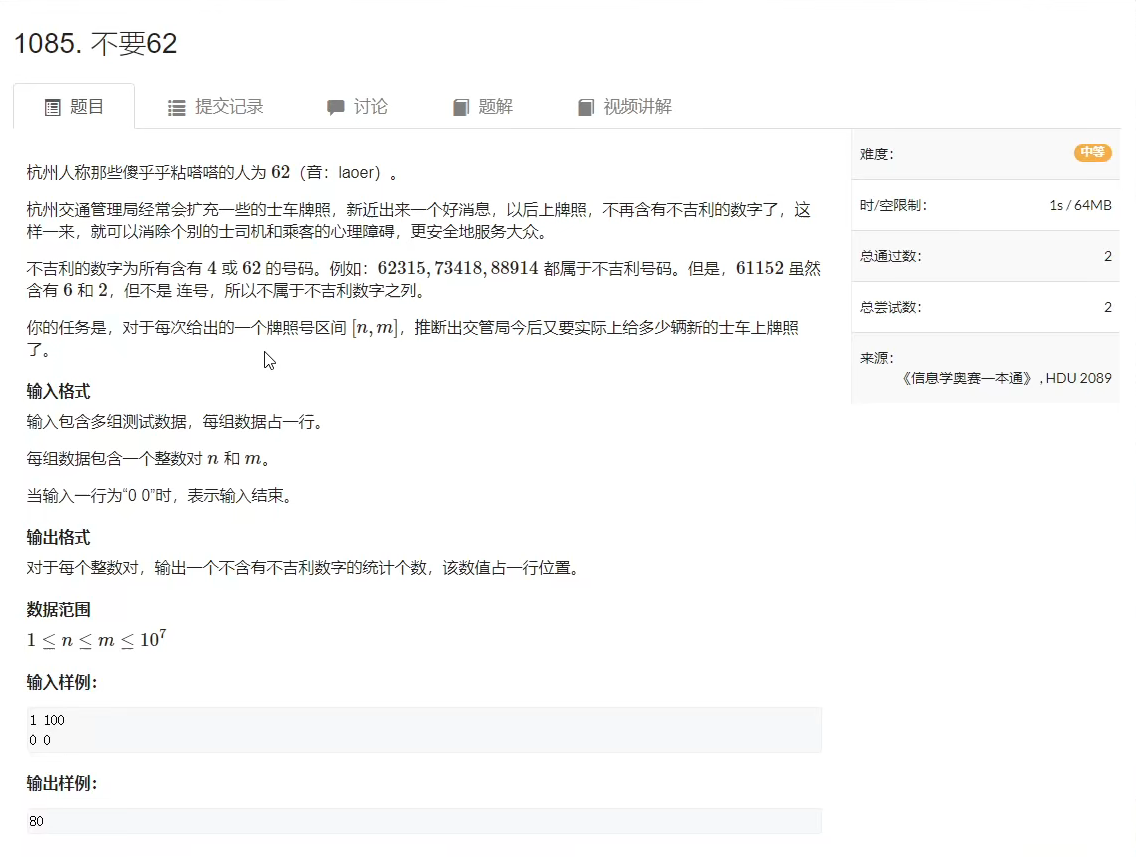 1085. 不要62
题目
提交记录
讨论
题解
视频讲解
杭州人称那些傻乎乎粘嗒嗒的人为 62（音：laoer）。
杭州交通管理局经常会扩充一些的士车牌照，新近出来一个好消息，以后上牌照，不再含有不吉利的数字了，这
样一来，就可以消除个别的士司机和乘客的心理障碍，更安全地服务大众。
不吉利的数字为所有含有 4 或 62 的号码。例如：62315, 73418, 88914 都属于不吉利号码。但是，61152 虽然
含有 6 和 2，但不是 连号，所以不属于不吉利数字之列。
你的任务是，对于每次给出的一个牌照号区间 [n, m]，推断出交管局今后又要实际上给多少辆新的士车上牌照
了。
输入格式
输入包含多组测试数据，每组数据占一行。
每组数据包含一个整数对 n 和 m。
当输入一行为“0 0”时，表示输入结束。
输出格式
对于每个整数对，输出一个不含有不吉利数字的统计个数，该数值占一行位置。
数据范围
1 ≤ n ≤ m ≤ 10^7
输入样例：
1 100
0 0
输出样例：
80
难度：
中等
时/空限制：
1s / 64MB
总通过数：
2
总尝试数：
2
来源：
《信息学奥赛一本通》 , HDU 2089